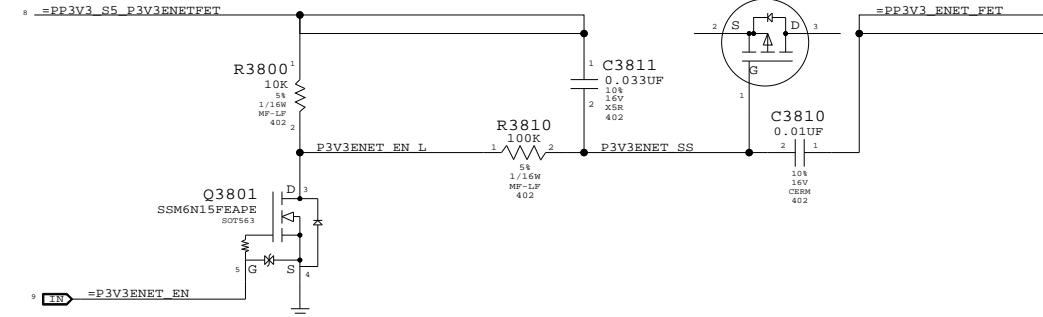 8 =PP3V3_S5_P3V3ENETFET
=PP3V3_ENET_FET
2 S D 3
G
1
R3800 1
10K
5%
1/16W
MF-LF
402
2
1 C3811
0.033UF
10%
16V
2 X5R
402
R3810
100K
1 2
5%
1/16W
MF-LF
402
P3V3ENET_EN_L
P3V3ENET_SS
C3810
0.01UF
2 1
10%
16V
CERM
402
Q3801
SSM6N15FEAPE
SOT563
D 3
5 G S 4
9 IN =P3V3ENET_EN